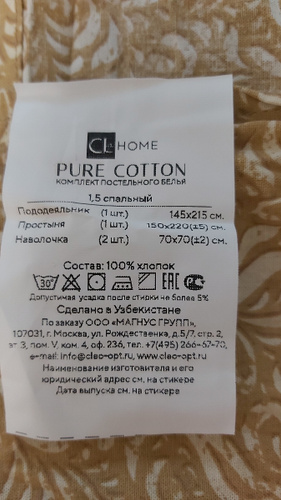 CL HOME
PURE COTTON
КОМПЛЕКТ ПОСТЕЛЬНОГО БЕЛЬЯ
1,5 спальный
Пододеяльник (1 шт.) 145х215 см.
Простыня (1 шт.) 150х220(±5) см.
Наволочка (2 шт.) 70х70(±2) см.
Состав: 100% хлопок
30° EAC
Допустимая усадка после стирки не более 5%
Сделано в Узбекистане
По заказу ООО «МАГНУС ГРУПП»,
107031, г. Москва, ул. Рождественка, д.5/7, стр. 2,
эт. 3, пом. V, ком. 4, оф. 236, тел. +7(495) 266-67-70,
e-mail: info@cleo-opt.ru, www.cleo-opt.ru
Наименование изготовителя и его
юридический адрес см. на стикере
Дата выпуска см. на стикере